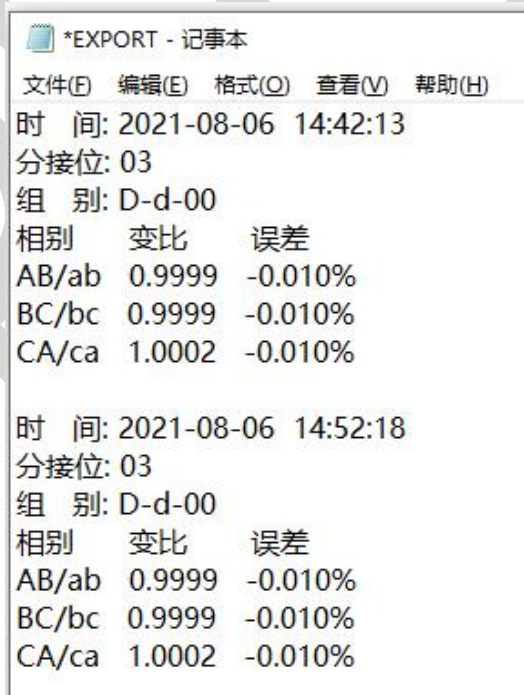 *EXPORT - 记事本
文件(F) 编辑(E) 格式(O) 查看(V) 帮助(H)
时 间: 2021-08-06 14:42:13
分接位: 03
组 别: D-d-00
相别 变比 误差
AB/ab 0.9999 -0.010%
BC/bc 0.9999 -0.010%
CA/ca 1.0002 -0.010%
时 间: 2021-08-06 14:52:18
分接位: 03
组 别: D-d-00
相别 变比 误差
AB/ab 0.9999 -0.010%
BC/bc 0.9999 -0.010%
CA/ca 1.0002 -0.010%